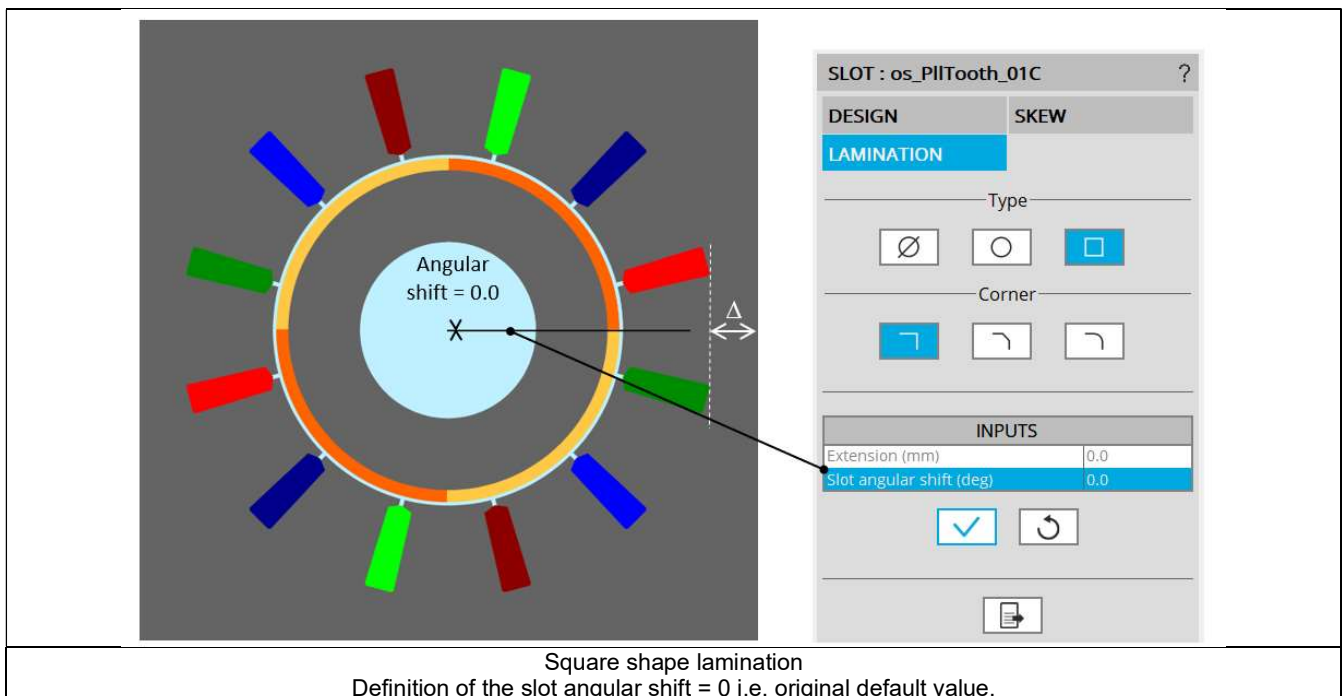 Angular
shift = 0.0
Δ
SLOT : os_PllTooth_01C
?
DESIGN SKEW
LAMINATION
Type
Corner
INPUTS
Extension (mm) 0.0
Slot angular shift (deg) 0.0
Square shape lamination
Definition of the slot angular shift = 0 i.e. original default value.